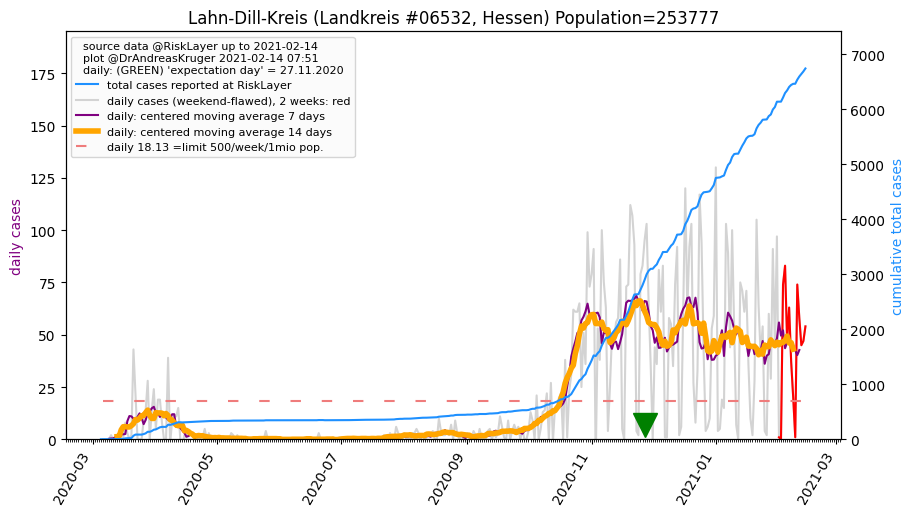 Lahn-Dill-Kreis (Landkreis #06532, Hessen) Population=253777
source data @RiskLayer up to 2021-02-14
plot @DrAndreasKruger 2021-02-14 07:51
daily: (GREEN) 'expectation day' = 27.11.2020
total cases reported at RiskLayer
daily cases (weekend-flawed), 2 weeks: red
daily: centered moving average 7 days
daily: centered moving average 14 days
daily 18.13 =limit 500/week/1mio pop.
daily cases
175
150
125
100
75
50
25
0
7000
6000
5000
4000
3000
2000
1000
0
cumulative total cases
2020-03
2020-05
2020-07
2020-09
2020-11
2021-01
2021-03